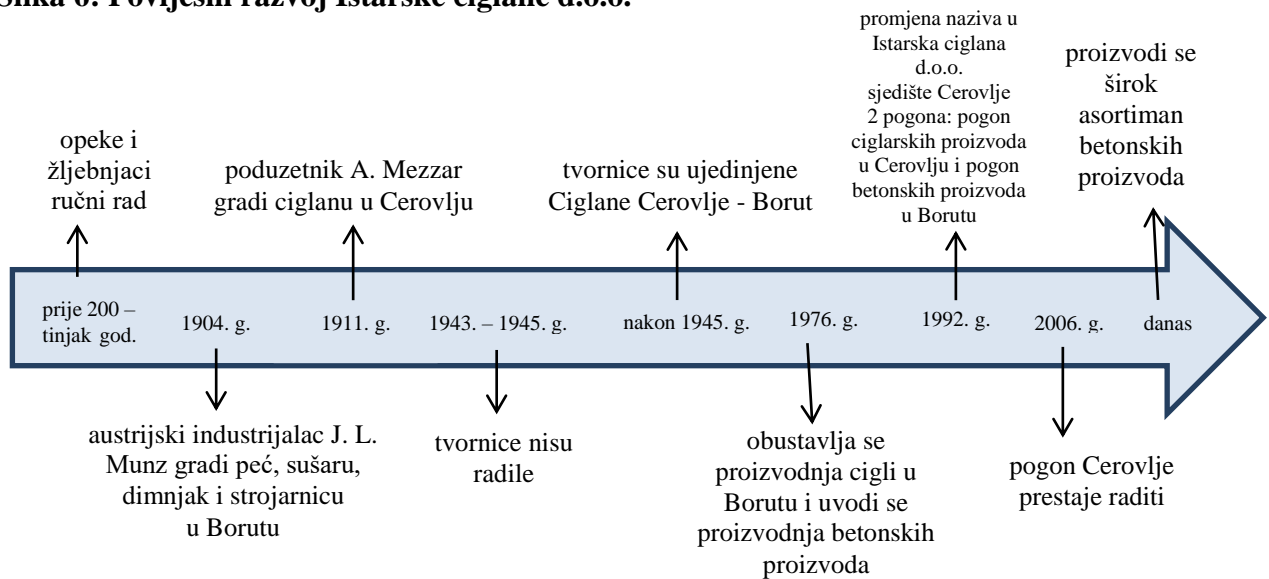 Slika 6: Povijesni razvoj Istarske ciglane d.o.o.
opeke i
žljebnjaci
ručni rad
poduzetnik A. Mezzar
gradi ciglanu u Cerovlju
tvornice su ujedinjene
Ciglane Cerovlje - Borut
promjena naziva u
Istarska ciglana
d.o.o.
sjedište Cerovlje
2 pogona: pogon
ciglarskih proizvoda
u Cerovlju i pogon
betonskih proizvoda
u Borutu
proizvodi se
širok
asortiman
betonskih
proizvoda
prije 200 –
tinjak god.
1904. g.
1911. g.
1943. – 1945. g.
nakon 1945. g.
1976. g.
1992. g.
2006. g.
danas
austrijski industrijalac J. L.
Munz gradi peć, sušaru,
dimnjak i strojarnicu
u Borutu
tvornice nisu
radile
obustavlja se
proizvodnja cigli u
Borutu i uvodi se
proizvodnja betonskih
proizvoda
pogon Cerovlje
prestaje raditi